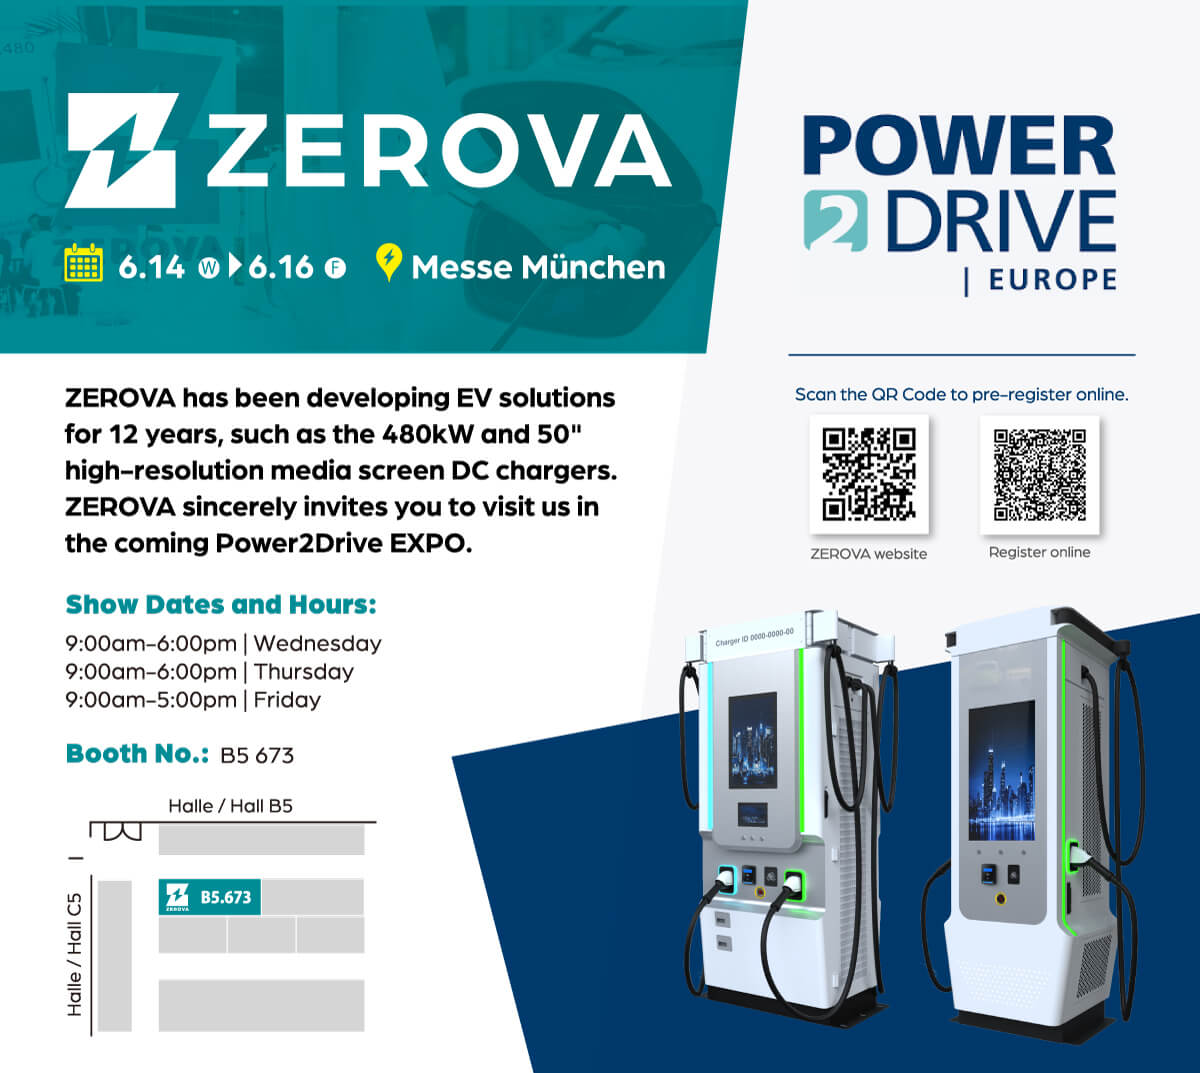 ZEROVA
6.14 W 6.16 F Messe München
POWER
2 DRIVE
| EUROPE
ZEROVA has been developing EV solutions
for 12 years, such as the 480kW and 50"
high-resolution media screen DC chargers.
ZEROVA sincerely invites you to visit us in
the coming Power2Drive EXPO.
Scan the QR Code to pre-register online.
ZEROVA website
Register online
Show Dates and Hours:
9:00am-6:00pm | Wednesday
9:00am-6:00pm | Thursday
9:00am-5:00pm | Friday
Booth No.: B5 673
Halle / Hall B5
Halle / Hall C5
ZEROVA
B5.673
Charger ID 0000-0000-00
480